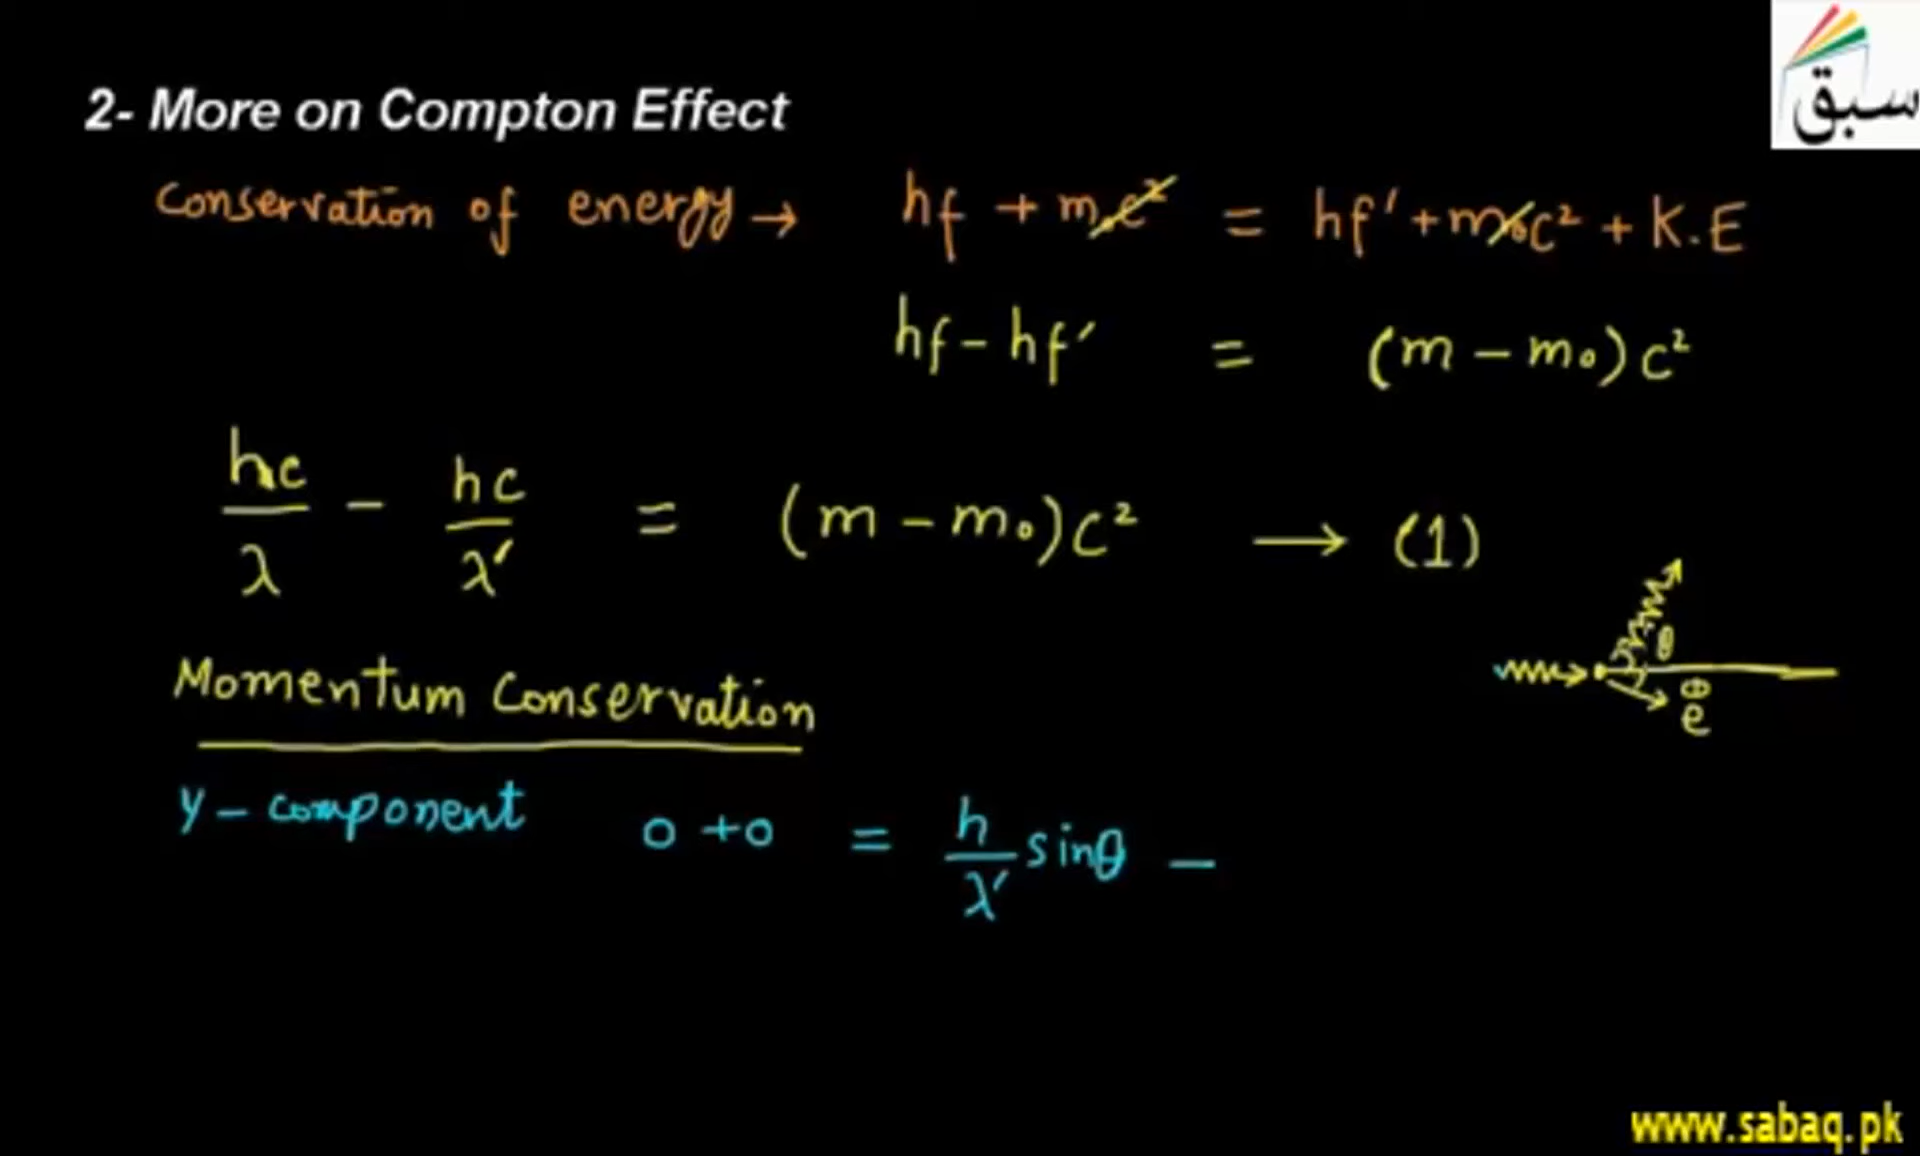 سبق
2- More on Compton Effect
Conservation of energy → hf + m₀c² = hf′ + m₀c² + K.E
hf - hf′ = (m - m₀)c²
hc/λ - hc/λ′ = (m - m₀)c² → (1)
θ
Momentum Conservation
e
Y - component 0 + 0 = h/λ′ sinθ -
www.sabaq.pk